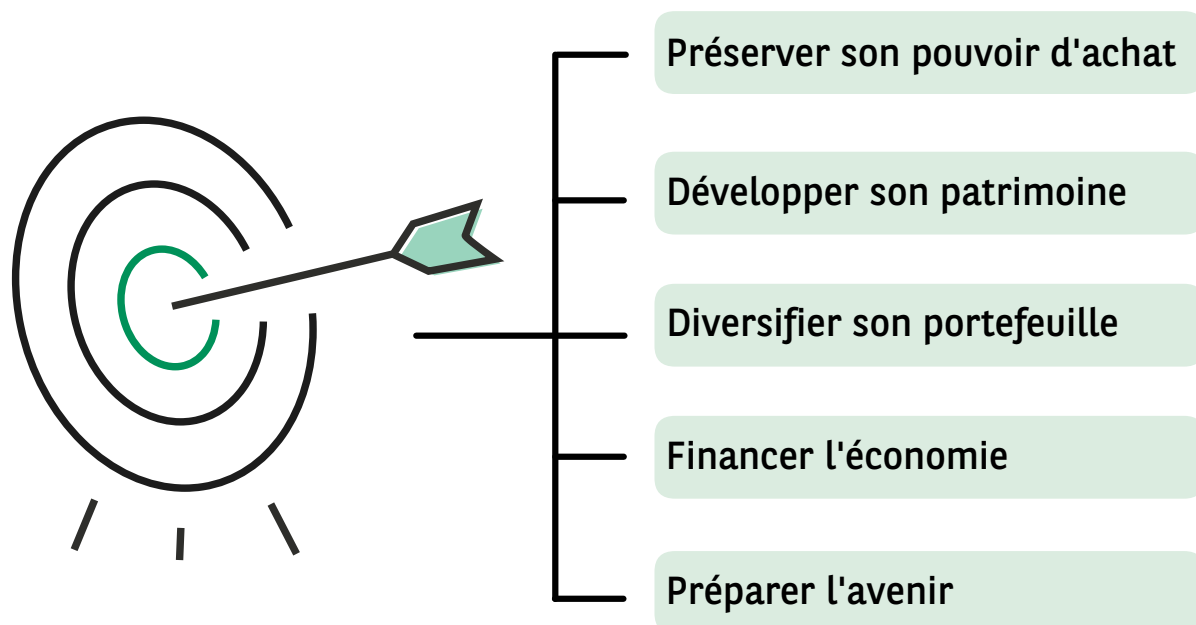 Préserver son pouvoir d'achat
Développer son patrimoine
Diversifier son portefeuille
Financer l'économie
Préparer l'avenir